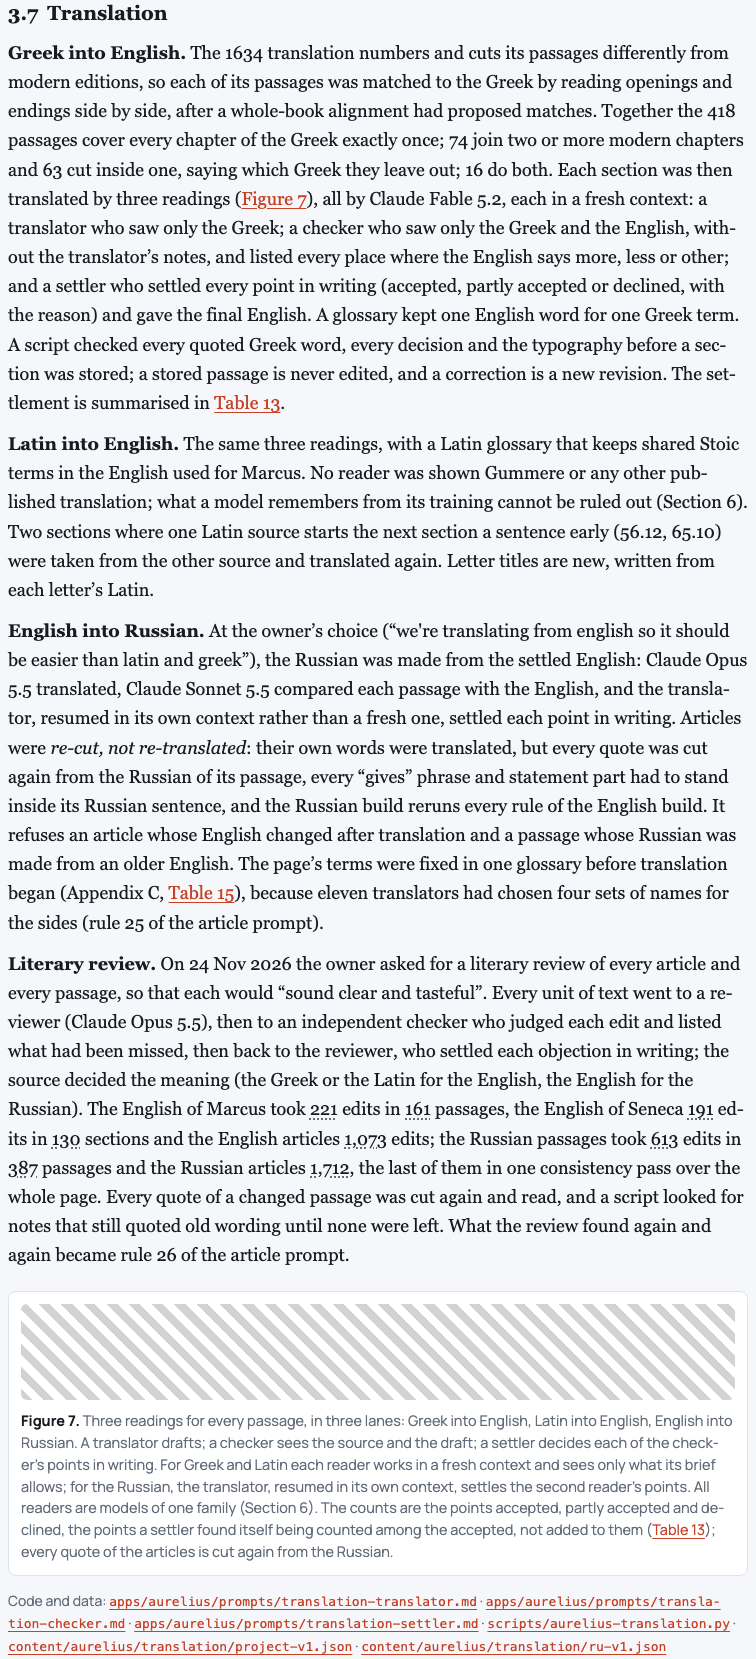 3.7 Translation
Greek into English. The 1634 translation numbers and cuts its passages differently from
modern editions, so each of its passages was matched to the Greek by reading openings and
endings side by side, after a whole-book alignment had proposed matches. Together the 418
passages cover every chapter of the Greek exactly once; 74 join two or more modern chapters
and 63 cut inside one, saying which Greek they leave out; 16 do both. Each section was then
translated by three readings (Figure 7), all by Claude Fable 5.2, each in a fresh context: a
translator who saw only the Greek; a checker who saw only the Greek and the English, with-
out the translator’s notes, and listed every place where the English says more, less or other;
and a settler who settled every point in writing (accepted, partly accepted or declined, with
the reason) and gave the final English. A glossary kept one English word for one Greek term.
A script checked every quoted Greek word, every decision and the typography before a sec-
tion was stored; a stored passage is never edited, and a correction is a new revision. The set-
tlement is summarised in Table 13.
Latin into English. The same three readings, with a Latin glossary that keeps shared Stoic
terms in the English used for Marcus. No reader was shown Gummere or any other pub-
lished translation; what a model remembers from its training cannot be ruled out (Section 6).
Two sections where one Latin source starts the next section a sentence early (56.12, 65.10)
were taken from the other source and translated again. Letter titles are new, written from
each letter’s Latin.
English into Russian. At the owner’s choice (“we're translating from english so it should
be easier than latin and greek”), the Russian was made from the settled English: Claude Opus
5.5 translated, Claude Sonnet 5.5 compared each passage with the English, and the transla-
tor, resumed in its own context rather than a fresh one, settled each point in writing. Articles
were re-cut, not re-translated: their own words were translated, but every quote was cut
again from the Russian of its passage, every “gives” phrase and statement part had to stand
inside its Russian sentence, and the Russian build reruns every rule of the English build. It
refuses an article whose English changed after translation and a passage whose Russian was
made from an older English. The page’s terms were fixed in one glossary before translation
began (Appendix C, Table 15), because eleven translators had chosen four sets of names for
the sides (rule 25 of the article prompt).
Literary review. On 24 Nov 2026 the owner asked for a literary review of every article and
every passage, so that each would “sound clear and tasteful”. Every unit of text went to a re-
viewer (Claude Opus 5.5), then to an independent checker who judged each edit and listed
what had been missed, then back to the reviewer, who settled each objection in writing; the
source decided the meaning (the Greek or the Latin for the English, the English for the
Russian). The English of Marcus took 221 edits in 161 passages, the English of Seneca 191 ed-
its in 130 sections and the English articles 1,073 edits; the Russian passages took 613 edits in
387 passages and the Russian articles 1,712, the last of them in one consistency pass over the
whole page. Every quote of a changed passage was cut again and read, and a script looked for
notes that still quoted old wording until none were left. What the review found again and
again became rule 26 of the article prompt.
Figure 7. Three readings for every passage, in three lanes: Greek into English, Latin into English, English into
Russian. A translator drafts; a checker sees the source and the draft; a settler decides each of the check-
er’s points in writing. For Greek and Latin each reader works in a fresh context and sees only what its brief
allows; for the Russian, the translator, resumed in its own context, settles the second reader’s points. All
readers are models of one family (Section 6). The counts are the points accepted, partly accepted and de-
clined, the points a settler found itself being counted among the accepted, not added to them (Table 13);
every quote of the articles is cut again from the Russian.
Code and data: apps/aurelius/prompts/translation-translator.md · apps/aurelius/prompts/transla-
tion-checker.md · apps/aurelius/prompts/translation-settler.md · scripts/aurelius-translation.py ·
content/aurelius/translation/project-v1.json · content/aurelius/translation/ru-v1.json